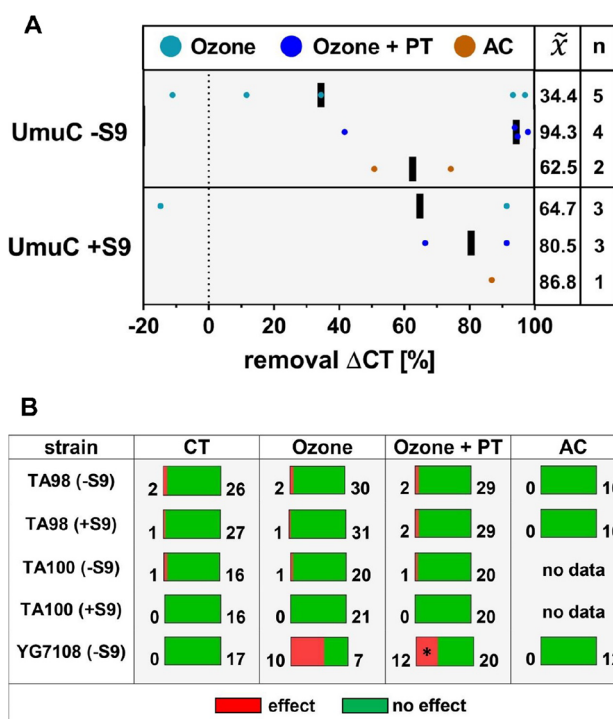 A
Ozone Ozone + PT AC x̃ n
34.4 5
UmuC -S9 94.3 4
62.5 2
64.7 3
UmuC +S9 80.5 3
86.8 1
-20 0 20 40 60 80 100
removal ΔCT [%]
B
strain CT Ozone Ozone + PT AC
TA98 (-S9) 2 26 2 30 2 29 0
TA98 (+S9) 1 27 1 31 2 29 0
TA100 (-S9) 1 16 1 20 1 20 no data
TA100 (+S9) 0 16 0 21 0 20 no data
YG7108 (-S9) 0 17 10 7 12 * 20 0
effect no effect